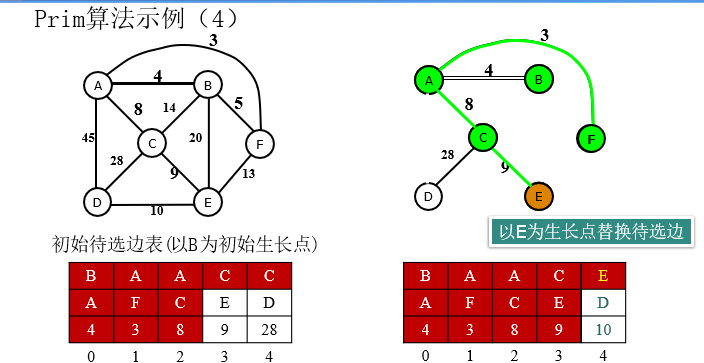 Prim算法示例（4）
3
4
A
B
8
14
5
45
C
20
F
28
9
13
D
E
10
3
4
A
B
8
C
F
28
9
D
E
以E为生长点替换待选边
初始待选边表(以B为初始生长点)
B A A C C
A F C E D
4 3 8 9 28
0 1 2 3 4
B A A C E
A F C E D
4 3 8 9 10
0 1 2 3 4